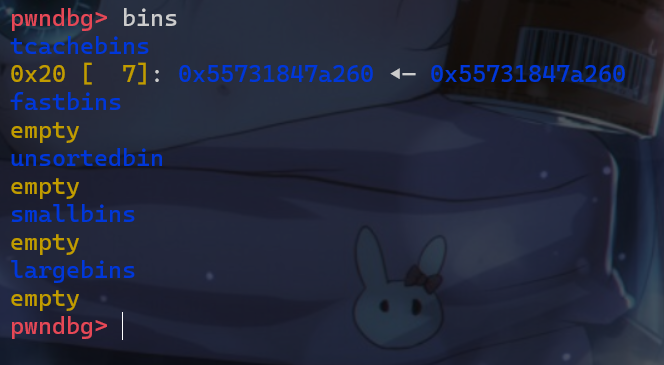 pwndbg> bins
tcachebins
0x20 [  7]: 0x55731847a260 ◂— 0x55731847a260
fastbins
empty
unsortedbin
empty
smallbins
empty
largebins
empty
pwndbg>